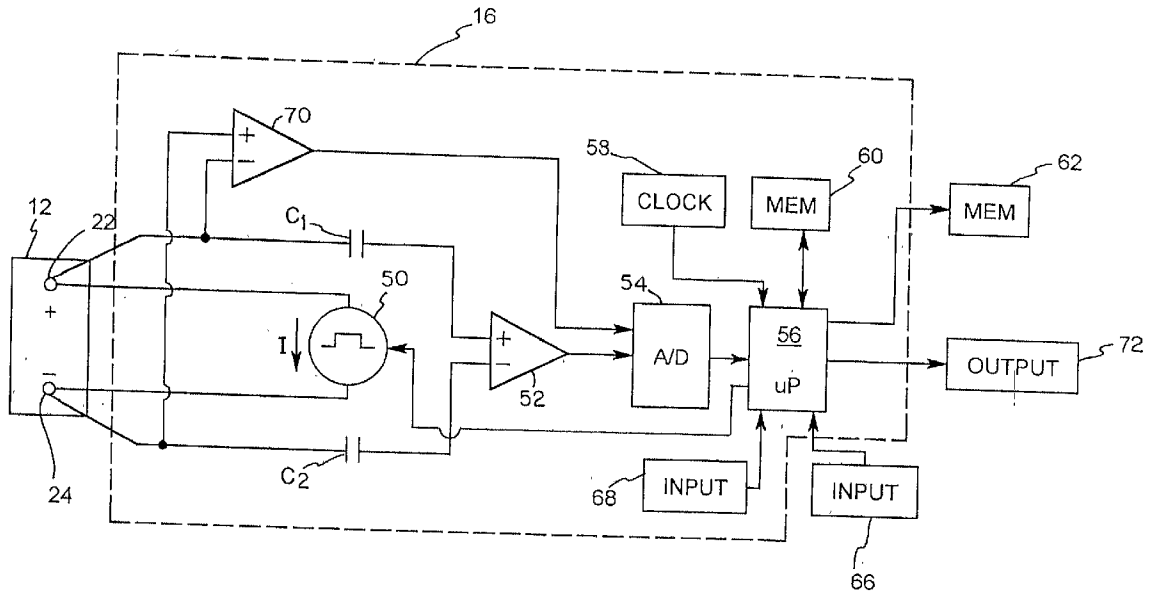 16
70
+
−
58
CLOCK
60
MEM
62
MEM
12
22
C1
+
50
I
54
A/D
56
uP
72
OUTPUT
+
−
52
−
24
C2
68
INPUT
INPUT
66